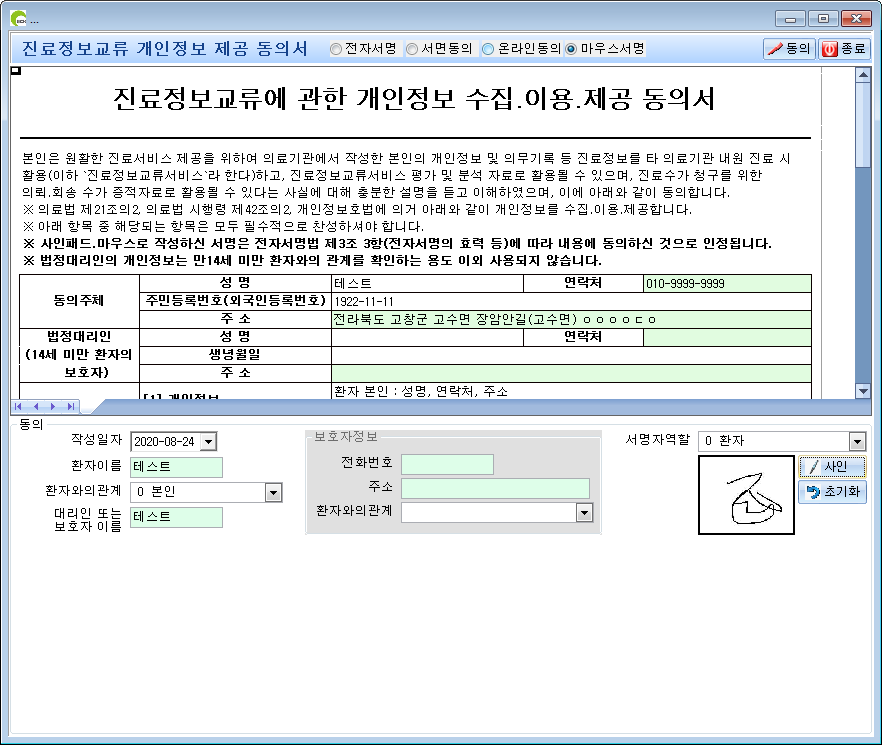 ...
진료정보교류 개인정보 제공 동의서 전자서명 서면동의 온라인동의 마우스서명 동의 종료
진료정보교류에 관한 개인정보 수집.이용.제공 동의서
본인은 원활한 진료서비스 제공을 위하여 의료기관에서 작성한 본인의 개인정보 및 의무기록 등 진료정보를 타 의료기관 내원 진료 시
활용(이하 `진료정보교류서비스`라 한다)하고, 진료정보교류서비스 평가 및 분석 자료로 활용될 수 있으며, 진료수가 청구를 위한
의뢰.회송 수가 증적자료로 활용될 수 있다는 사실에 대해 충분한 설명을 듣고 이해하였으며, 이에 아래와 같이 동의합니다.
※ 의료법 제21조의2, 의료법 시행령 제42조의2, 개인정보호법에 의거 아래와 같이 개인정보를 수집.이용.제공합니다.
※ 아래 항목 중 해당되는 항목은 모두 필수적으로 찬성하셔야 합니다.
※ 사인패드.마우스로 작성하신 서명은 전자서명법 제3조 3항(전자서명의 효력 등)에 따라 내용에 동의하신 것으로 인정됩니다.
※ 법정대리인의 개인정보는 만14세 미만 환자와의 관계를 확인하는 용도 이외 사용되지 않습니다.
동의주체 성 명 테스트 연락처 010-9999-9999
주민등록번호(외국인등록번호) 1922-11-11
주 소 전라북도 고창군 고수면 장암안길(고수면) ㅇㅇㅇㅇㄷㅇ
법정대리인 성 명 연락처
(14세 미만 환자의 생년월일
보호자) 주 소
[1] 개인정보 환자 본인 : 성명, 연락처, 주소
동의
작성일자 2020-08-24 보호자정보 서명자역할 0 환자
환자이름 테스트 전화번호 사인
환자와의관계 0 본인 주소 초기화
대리인 또는 환자와의관계
보호자 이름 테스트